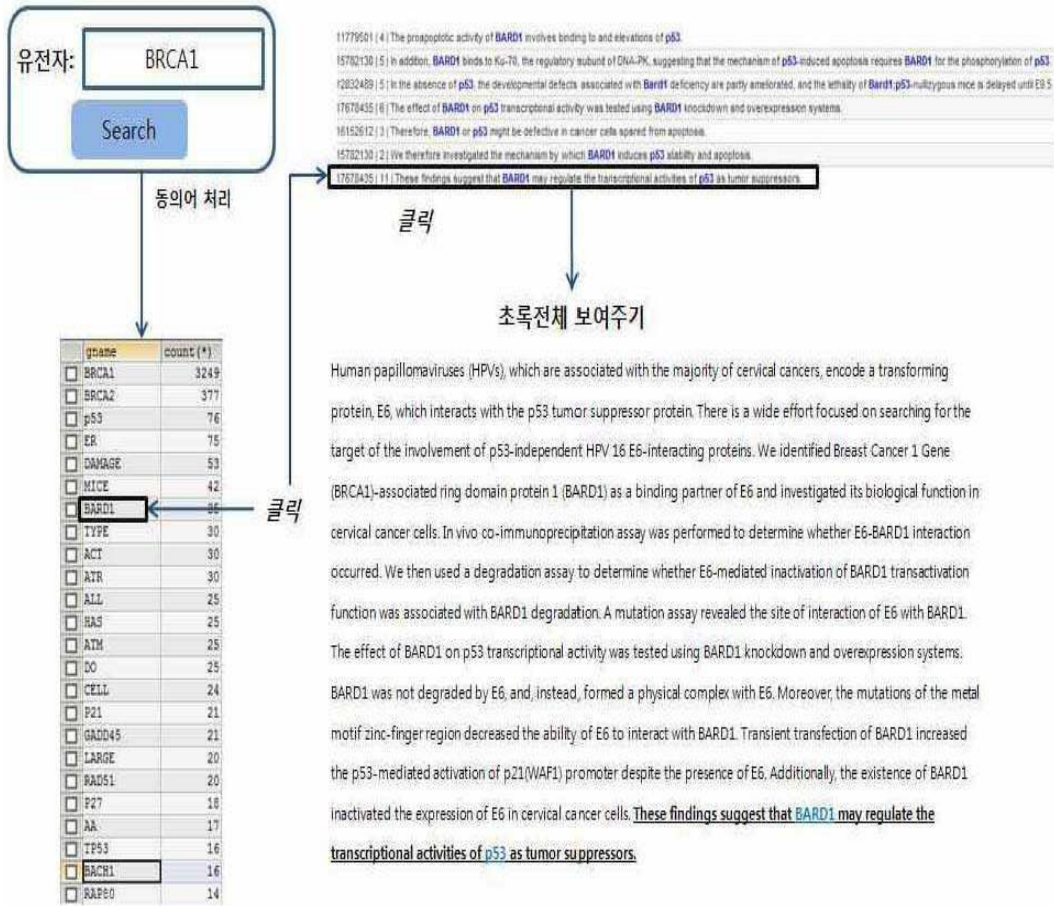 유전자:
BRCA1
Search
동의어 처리
11779501 | 4 | The proapoptotic activity of BARD1 involves binding to and elevations of p53.
15782130 | 5 | In addition, BARD1 binds to Ku-70, the regulatory subunit of DNA-PK, suggesting that the mechanism of p53-induced apoptosis requires BARD1 for the phosphorylation of p53.
12832489 | 5 | In the absence of p53, the developmental defects associated with Bard1 deficiency are partly ameliorated, and the lethality of Bard1;p53-nullizygous mice is delayed until E9.5
17678435 | 6 | The effect of BARD1 on p53 transcriptional activity was tested using BARD1 knockdown and overexpression systems.
16152612 | 3 | Therefore, BARD1 or p53 might be defective in cancer cells spared from apoptosis.
15782130 | 2 | We therefore investigated the mechanism by which BARD1 induces p53 stability and apoptosis.
17678435 | 11 | These findings suggest that BARD1 may regulate the transcriptional activities of p53 as tumor suppressors.
클릭
초록전체 보여주기
gname count(*)
BRCA1 3249
BRCA2 377
p53 76
ER 75
DAMAGE 53
MICE 42
BARD1
TYPE 30
ACT 30
ATR 30
ALL 25
HAS 25
ATM 25
DO 25
CELL 24
P21 21
GADD45 21
LARGE 20
RAD51 20
P27 18
AA 17
TP53 16
BACH1 16
RAP80 14
클릭
Human papillomaviruses (HPVs), which are associated with the majority of cervical cancers, encode a transforming
protein, E6, which interacts with the p53 tumor suppressor protein. There is a wide effort focused on searching for the
target of the involvement of p53-independent HPV 16 E6-interacting proteins. We identified Breast Cancer 1 Gene
(BRCA1)-associated ring domain protein 1 (BARD1) as a binding partner of E6 and investigated its biological function in
cervical cancer cells. In vivo co-immunoprecipitation assay was performed to determine whether E6-BARD1 interaction
occurred. We then used a degradation assay to determine whether E6-mediated inactivation of BARD1 transactivation
function was associated with BARD1 degradation. A mutation assay revealed the site of interaction of E6 with BARD1.
The effect of BARD1 on p53 transcriptional activity was tested using BARD1 knockdown and overexpression systems.
BARD1 was not degraded by E6, and, instead, formed a physical complex with E6. Moreover, the mutations of the metal
motif zinc-finger region decreased the ability of E6 to interact with BARD1. Transient transfection of BARD1 increased
the p53-mediated activation of p21(WAF1) promoter despite the presence of E6. Additionally, the existence of BARD1
inactivated the expression of E6 in cervical cancer cells. These findings suggest that BARD1 may regulate the
transcriptional activities of p53 as tumor suppressors.